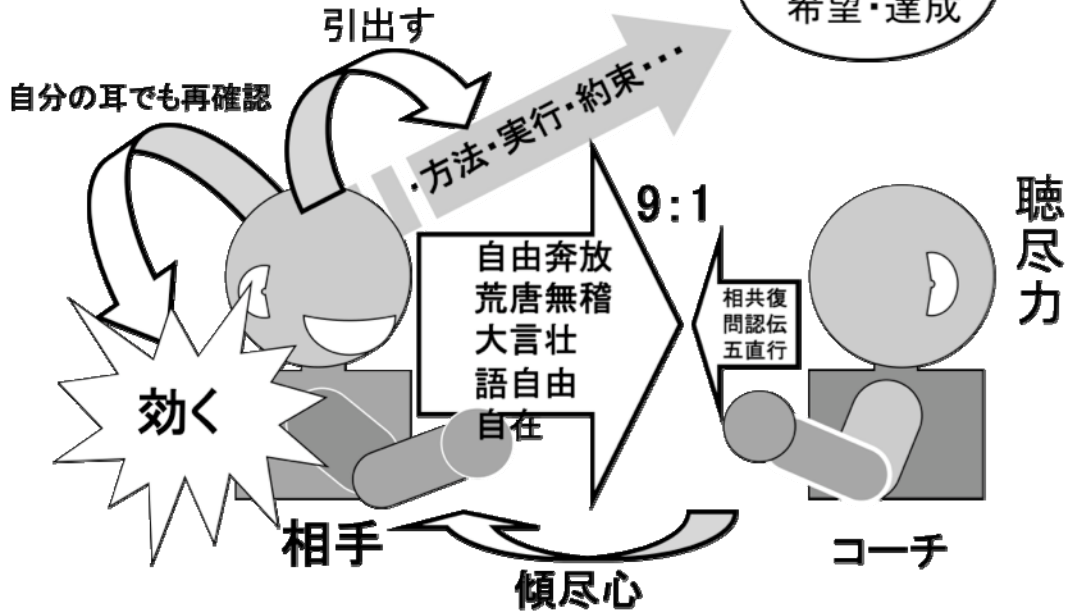 希望・達成
引出す
自分の耳でも再確認
・方法・実行・約束・・・
9:1
聴尽力
自由奔放
荒唐無稽
大言壮
語自由
自在
相共復
問認伝
五直行
効く
相手
コーチ
傾尽心